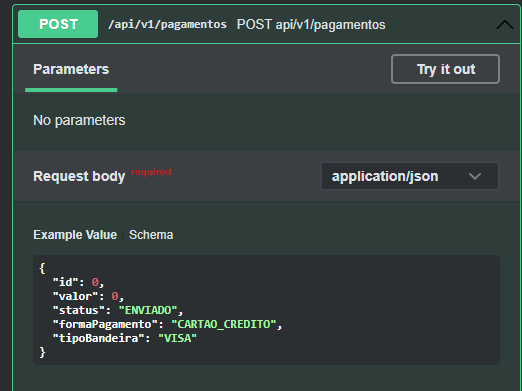 POST /api/v1/pagamentos POST api/v1/pagamentos
Parameters Try it out
No parameters
Request body required application/json
Example Value Schema
{
"id": 0,
"valor": 0,
"status": "ENVIADO",
"formaPagamento": "CARTAO_CREDITO",
"tipoBandeira": "VISA"
}